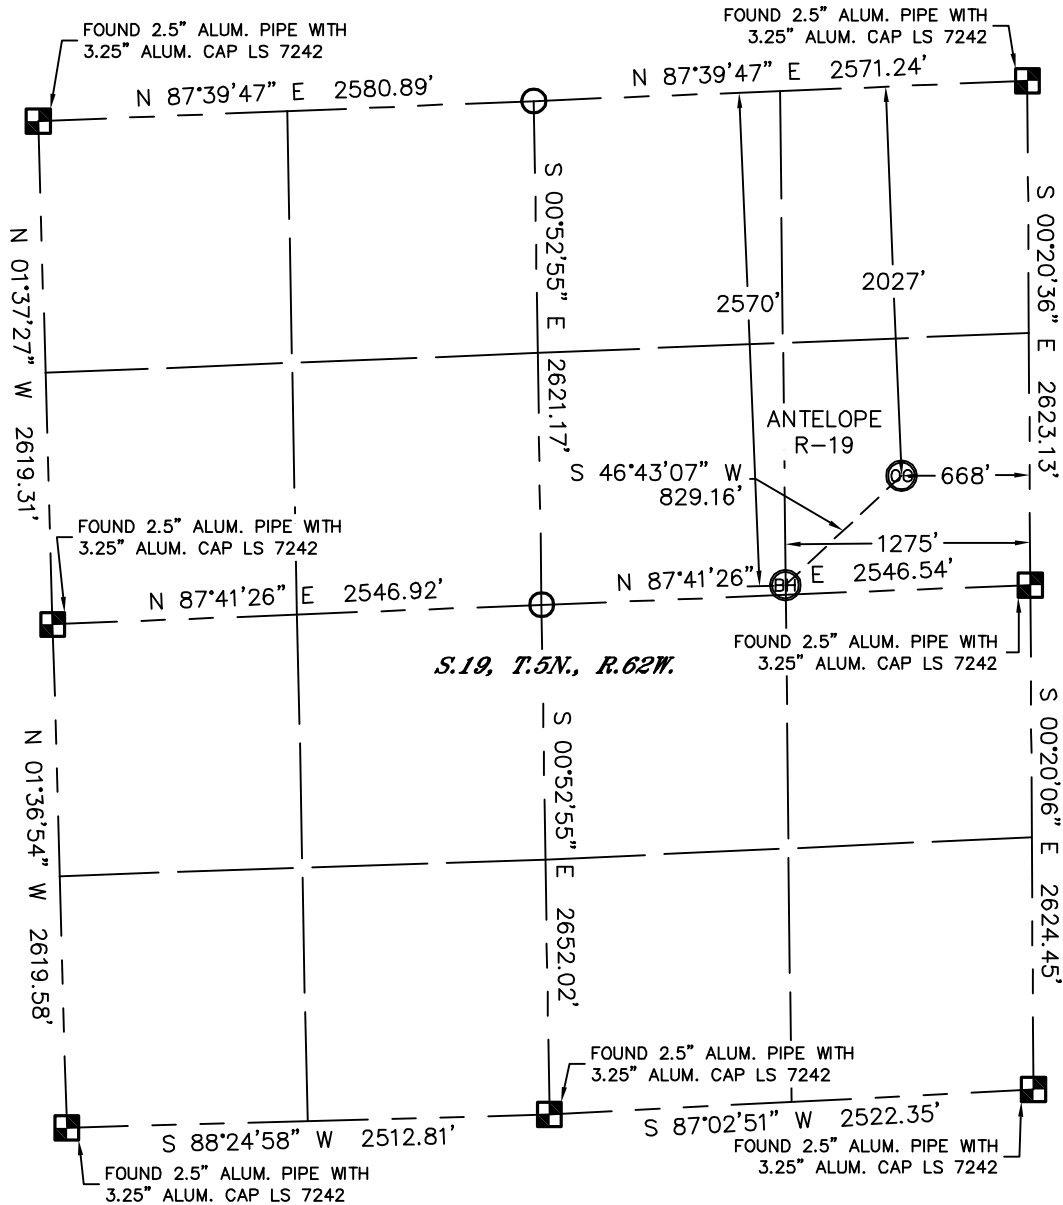 FOUND 2.5" ALUM. PIPE WITH
3.25" ALUM. CAP LS 7242
FOUND 2.5" ALUM. PIPE WITH
3.25" ALUM. CAP LS 7242
N 87°39'47" E 2580.89'
N 87°39'47" E 2571.24'
N 01°37'27" W 2619.31'
S 00°52'55" E 2621.17'
S 00°20'36" E 2623.13'
2570'
2027'
ANTELOPE
R-19
S 46°43'07" W
829.16'
OG
668'
1275'
FOUND 2.5" ALUM. PIPE WITH
3.25" ALUM. CAP LS 7242
N 87°41'26" E 2546.92'
N 87°41'26" E 2546.54'
BH
FOUND 2.5" ALUM. PIPE WITH
3.25" ALUM. CAP LS 7242
S.19, T.5N., R.62W.
N 01°36'54" W 2619.58'
S 00°52'55" E 2652.02'
S 00°20'06" E 2624.45'
FOUND 2.5" ALUM. PIPE WITH
3.25" ALUM. CAP LS 7242
S 88°24'58" W 2512.81'
S 87°02'51" W 2522.35'
FOUND 2.5" ALUM. PIPE WITH
3.25" ALUM. CAP LS 7242
FOUND 2.5" ALUM. PIPE WITH
3.25" ALUM. CAP LS 7242